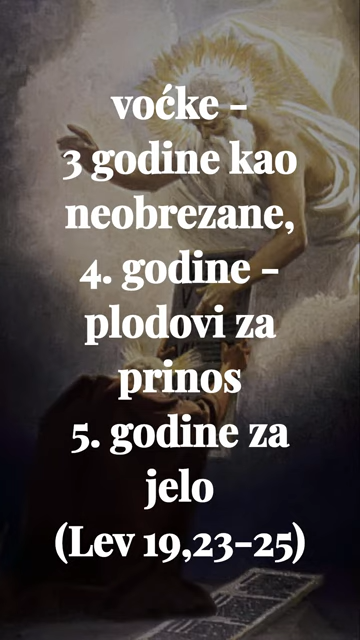 voćke -
3 godine kao
neobrezane,
4. godine -
plodovi za
prinos
5. godine za
jelo
(Lev 19,23-25)